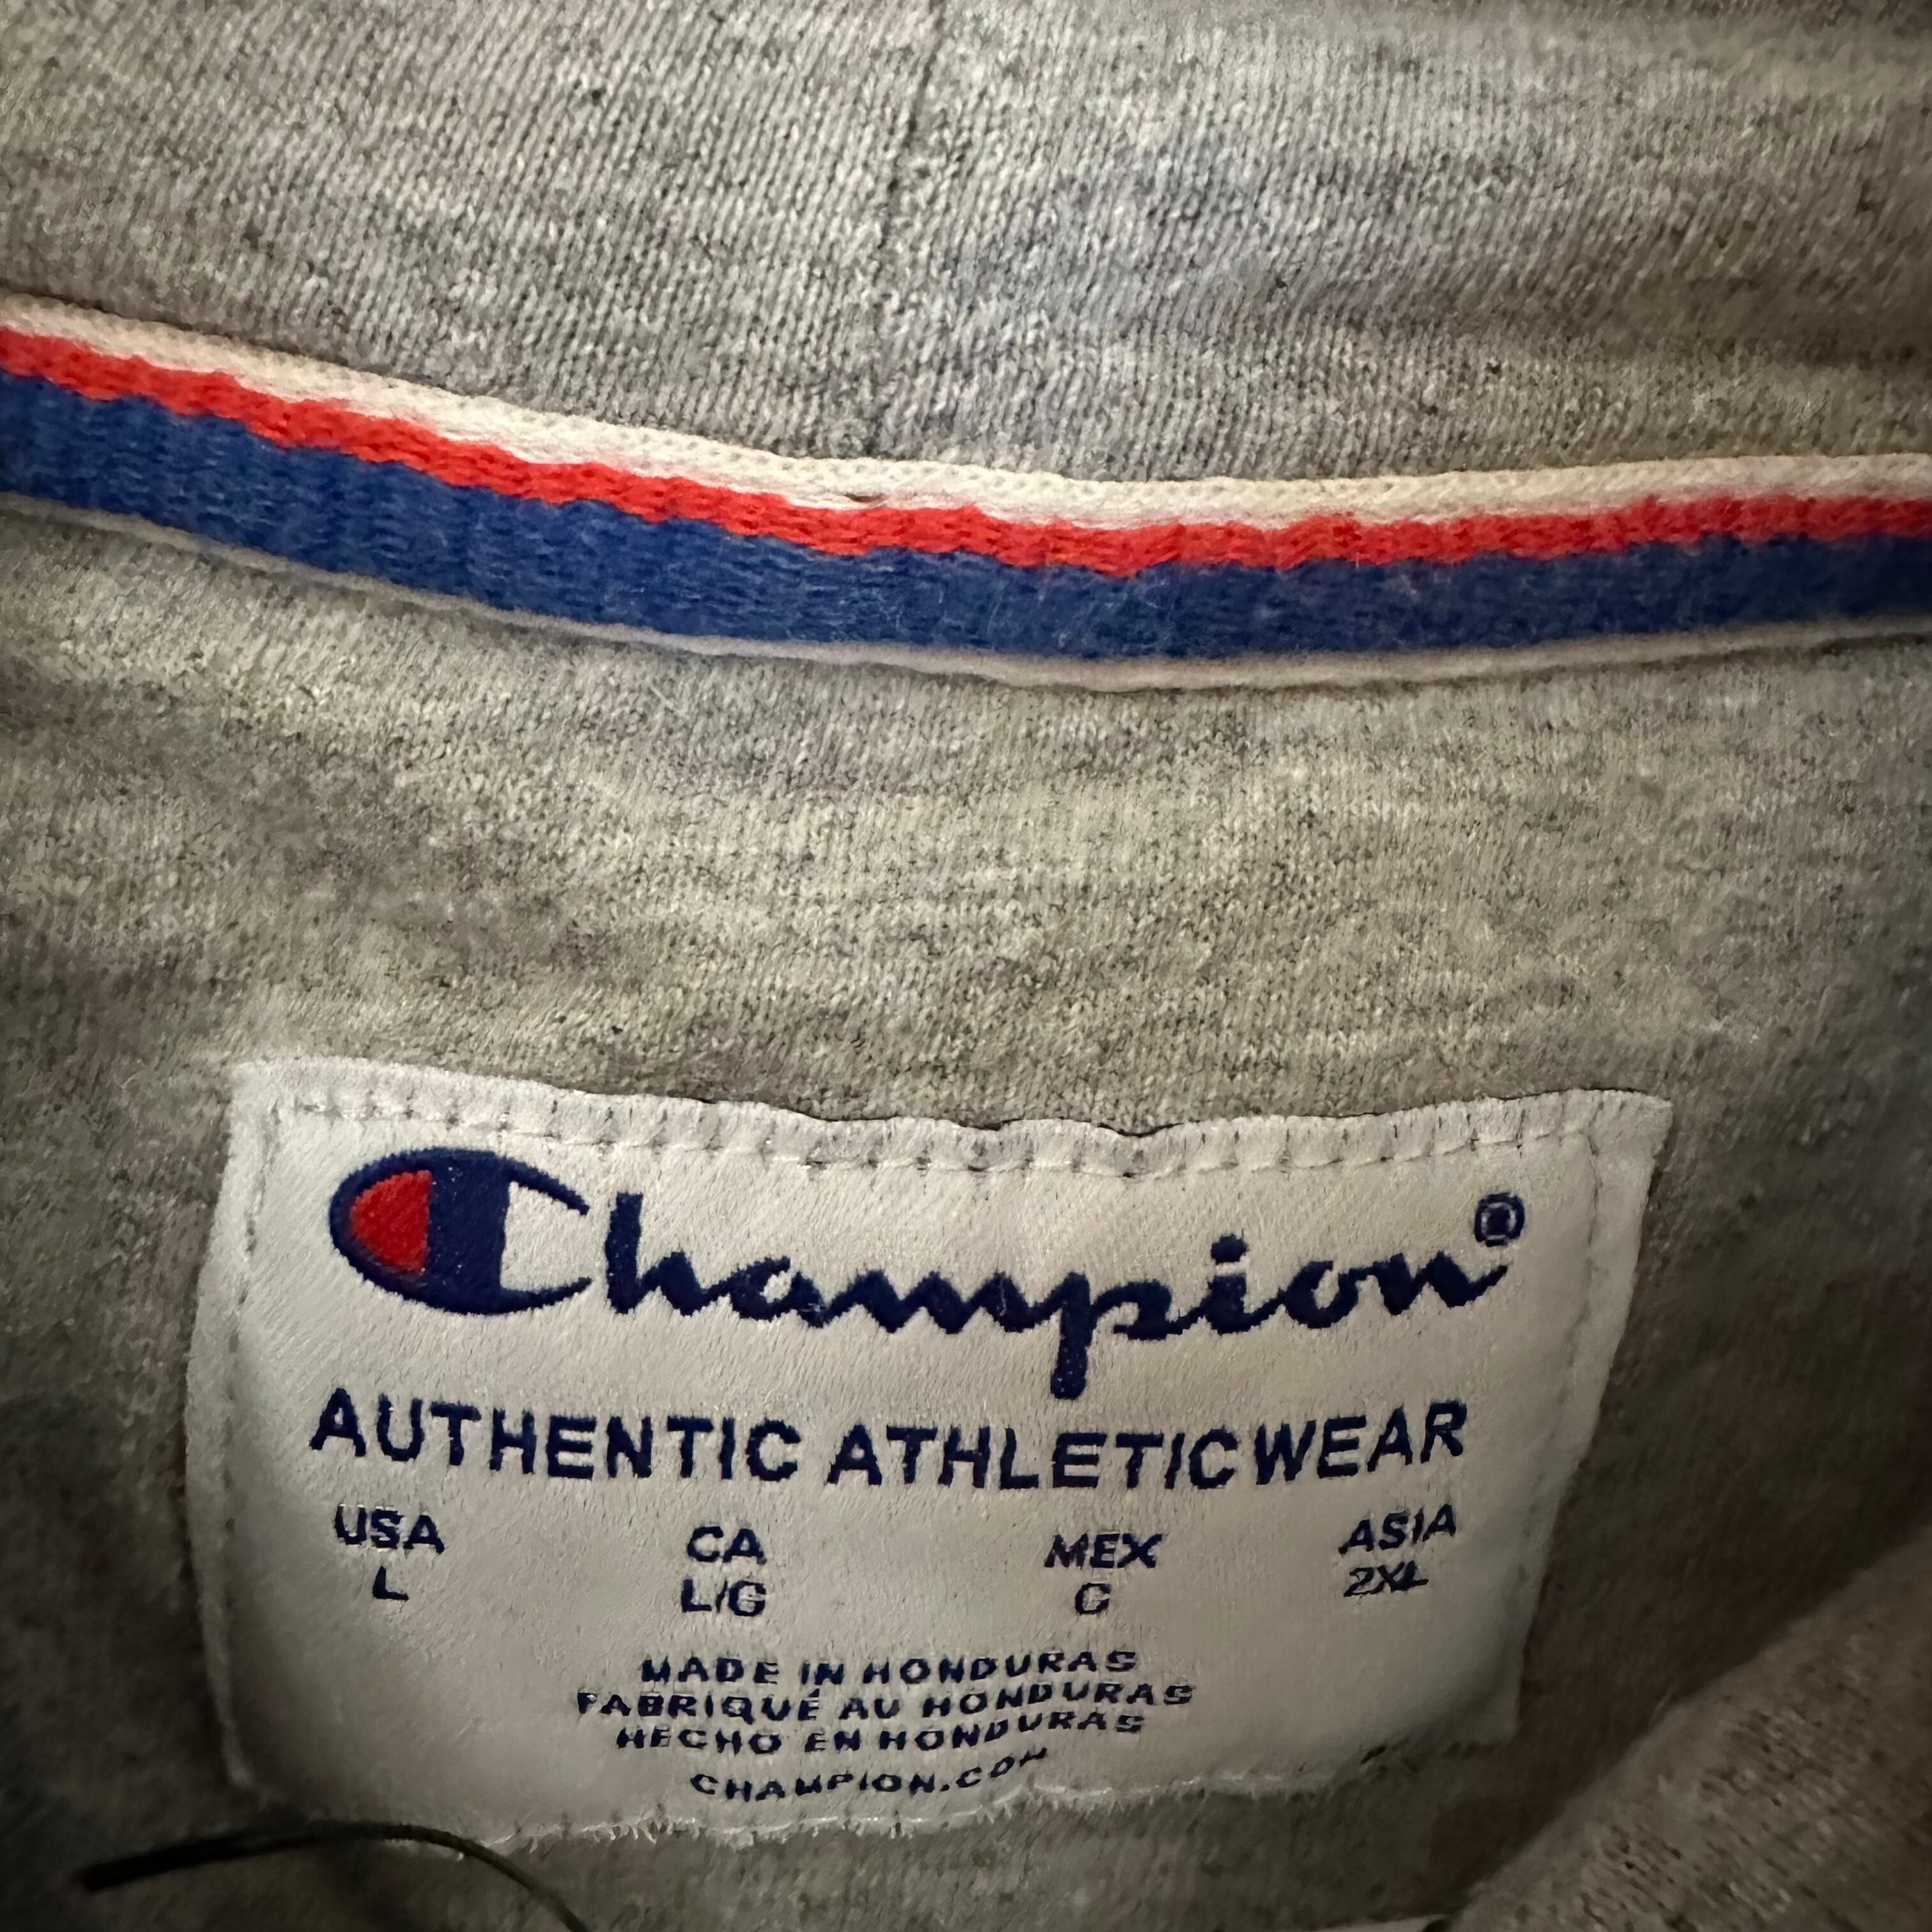 Champion®
AUTHENTIC ATHLETICWEAR
USA CA MEX ASIA
L L/G G 2XL
MADE IN HONDURAS
FABRIQUÉ AU HONDURAS
HECHO EN HONDURAS
CHAMPION.COM